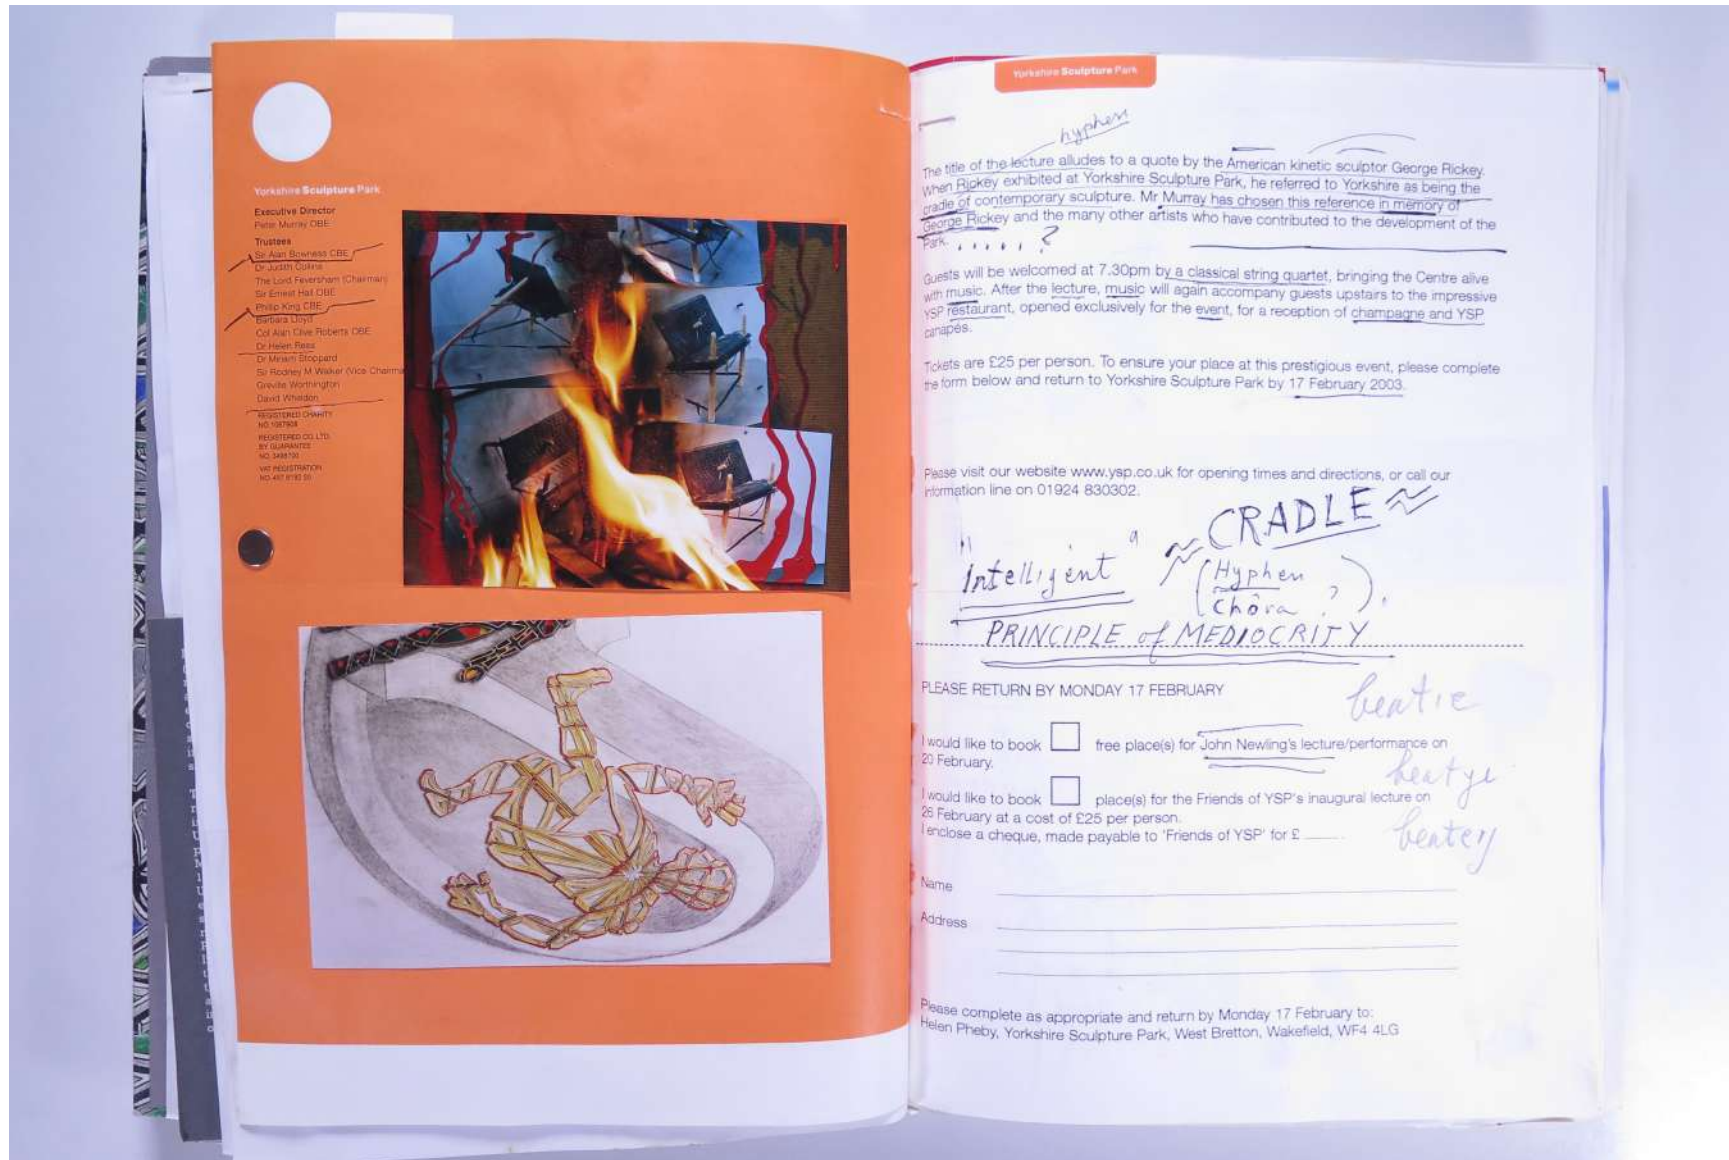 Yorkshire Sculpture Park
Executive Director
Peter Murray OBE
Trustees
Sir Alan Bowness CBE
Dr Judith Collins
The Lord Feversham (Chairman)
Sir Ernest Hall OBE
Philip King CBE
Barbara Lloyd
Col Alan Clive Roberts OBE
Dr Helen Rees
Dr Miriam Stoppard
Sir Rodney M Walker (Vice Chairma
Greville Worthington
David Whieldon
REGISTERED CHARITY
REGISTERED CO. LTD.
BY GUARANTEE
VAT REGISTRATION
Yorkshire Sculpture Park
hyphen
The title of the lecture alludes to a quote by the American kinetic sculptor George Rickey.
When Rickey exhibited at Yorkshire Sculpture Park, he referred to Yorkshire as being the
cradle of contemporary sculpture. Mr Murray has chosen this reference in memory of
George Rickey and the many other artists who have contributed to the development of the
Park. . . . . . ?
Guests will be welcomed at 7.30pm by a classical string quartet, bringing the Centre alive
with music. After the lecture, music will again accompany guests upstairs to the impressive
YSP restaurant, opened exclusively for the event, for a reception of champagne and YSP
canapés.
Tickets are £25 per person. To ensure your place at this prestigious event, please complete
the form below and return to Yorkshire Sculpture Park by 17 February 2003.
Please visit our website www.ysp.co.uk for opening times and directions, or call our
information line on 01924 830302.
≈ CRADLE ≈
"intelligent"
(Hyphen
Chôra ?).
PRINCIPLE of MEDIOCRITY
PLEASE RETURN BY MONDAY 17 FEBRUARY
I would like to book free place(s) for John Newling's lecture/performance on
20 February.
I would like to book place(s) for the Friends of YSP's inaugural lecture on
26 February at a cost of £25 per person.
I enclose a cheque, made payable to 'Friends of YSP' for £
Name
Address
Please complete as appropriate and return by Monday 17 February to:
Helen Pheby, Yorkshire Sculpture Park, West Bretton, Wakefield, WF4 4LG